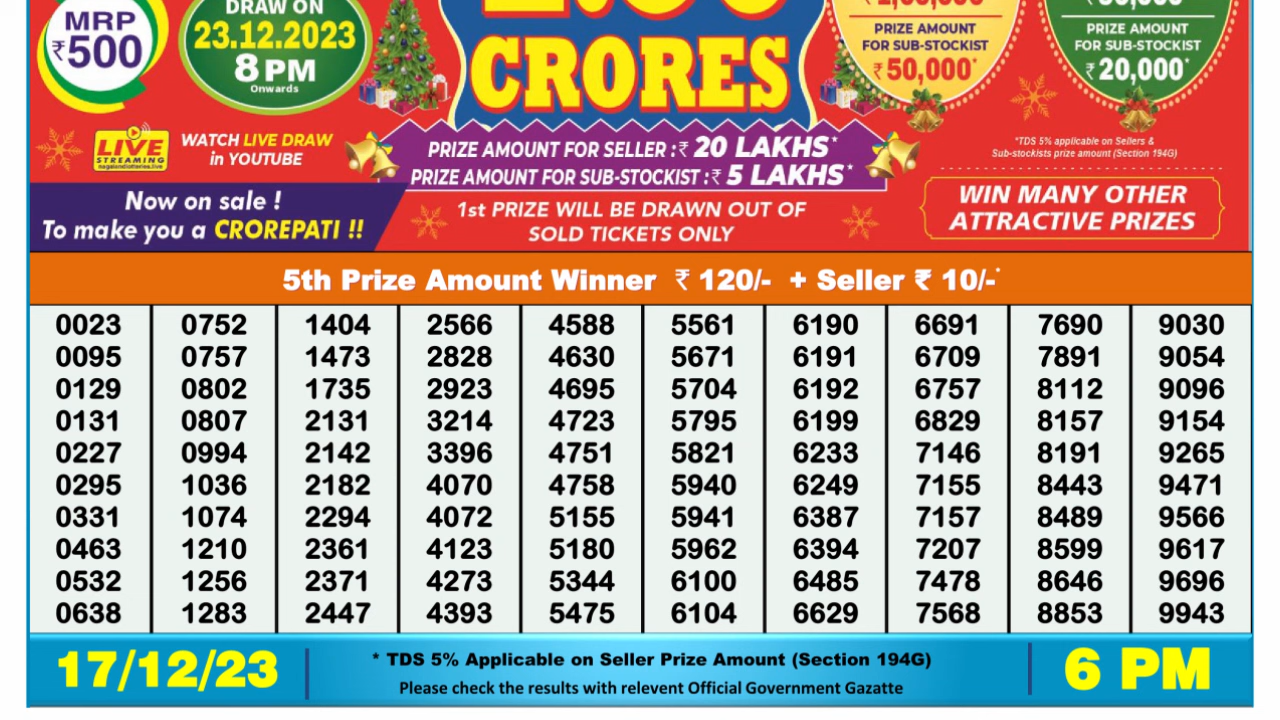 MRP
₹500
DRAW ON
23.12.2023
8 PM
Onwards
CRORES
PRIZE AMOUNT
FOR SUB-STOCKIST
₹ 50,000*
PRIZE AMOUNT
FOR SUB-STOCKIST
₹ 20,000*
LIVE
STREAMING
nagalandlotteries.live
WATCH LIVE DRAW
in YOUTUBE
PRIZE AMOUNT FOR SELLER :₹ 20 LAKHS*
PRIZE AMOUNT FOR SUB-STOCKIST :₹ 5 LAKHS*
*TDS 5% applicable on Sellers &
Sub-stockists prize amount (Section 194G)
Now on sale !
To make you a CROREPATI !!
1st PRIZE WILL BE DRAWN OUT OF
SOLD TICKETS ONLY
WIN MANY OTHER
ATTRACTIVE PRIZES
5th Prize Amount Winner ₹ 120/- + Seller ₹ 10/-*
0023 0752 1404 2566 4588 5561 6190 6691 7690 9030
0095 0757 1473 2828 4630 5671 6191 6709 7891 9054
0129 0802 1735 2923 4695 5704 6192 6757 8112 9096
0131 0807 2131 3214 4723 5795 6199 6829 8157 9154
0227 0994 2142 3396 4751 5821 6233 7146 8191 9265
0295 1036 2182 4070 4758 5940 6249 7155 8443 9471
0331 1074 2294 4072 5155 5941 6387 7157 8489 9566
0463 1210 2361 4123 5180 5962 6394 7207 8599 9617
0532 1256 2371 4273 5344 6100 6485 7478 8646 9696
0638 1283 2447 4393 5475 6104 6629 7568 8853 9943
17/12/23
* TDS 5% Applicable on Seller Prize Amount (Section 194G)
Please check the results with relevent Official Government Gazatte
6 PM